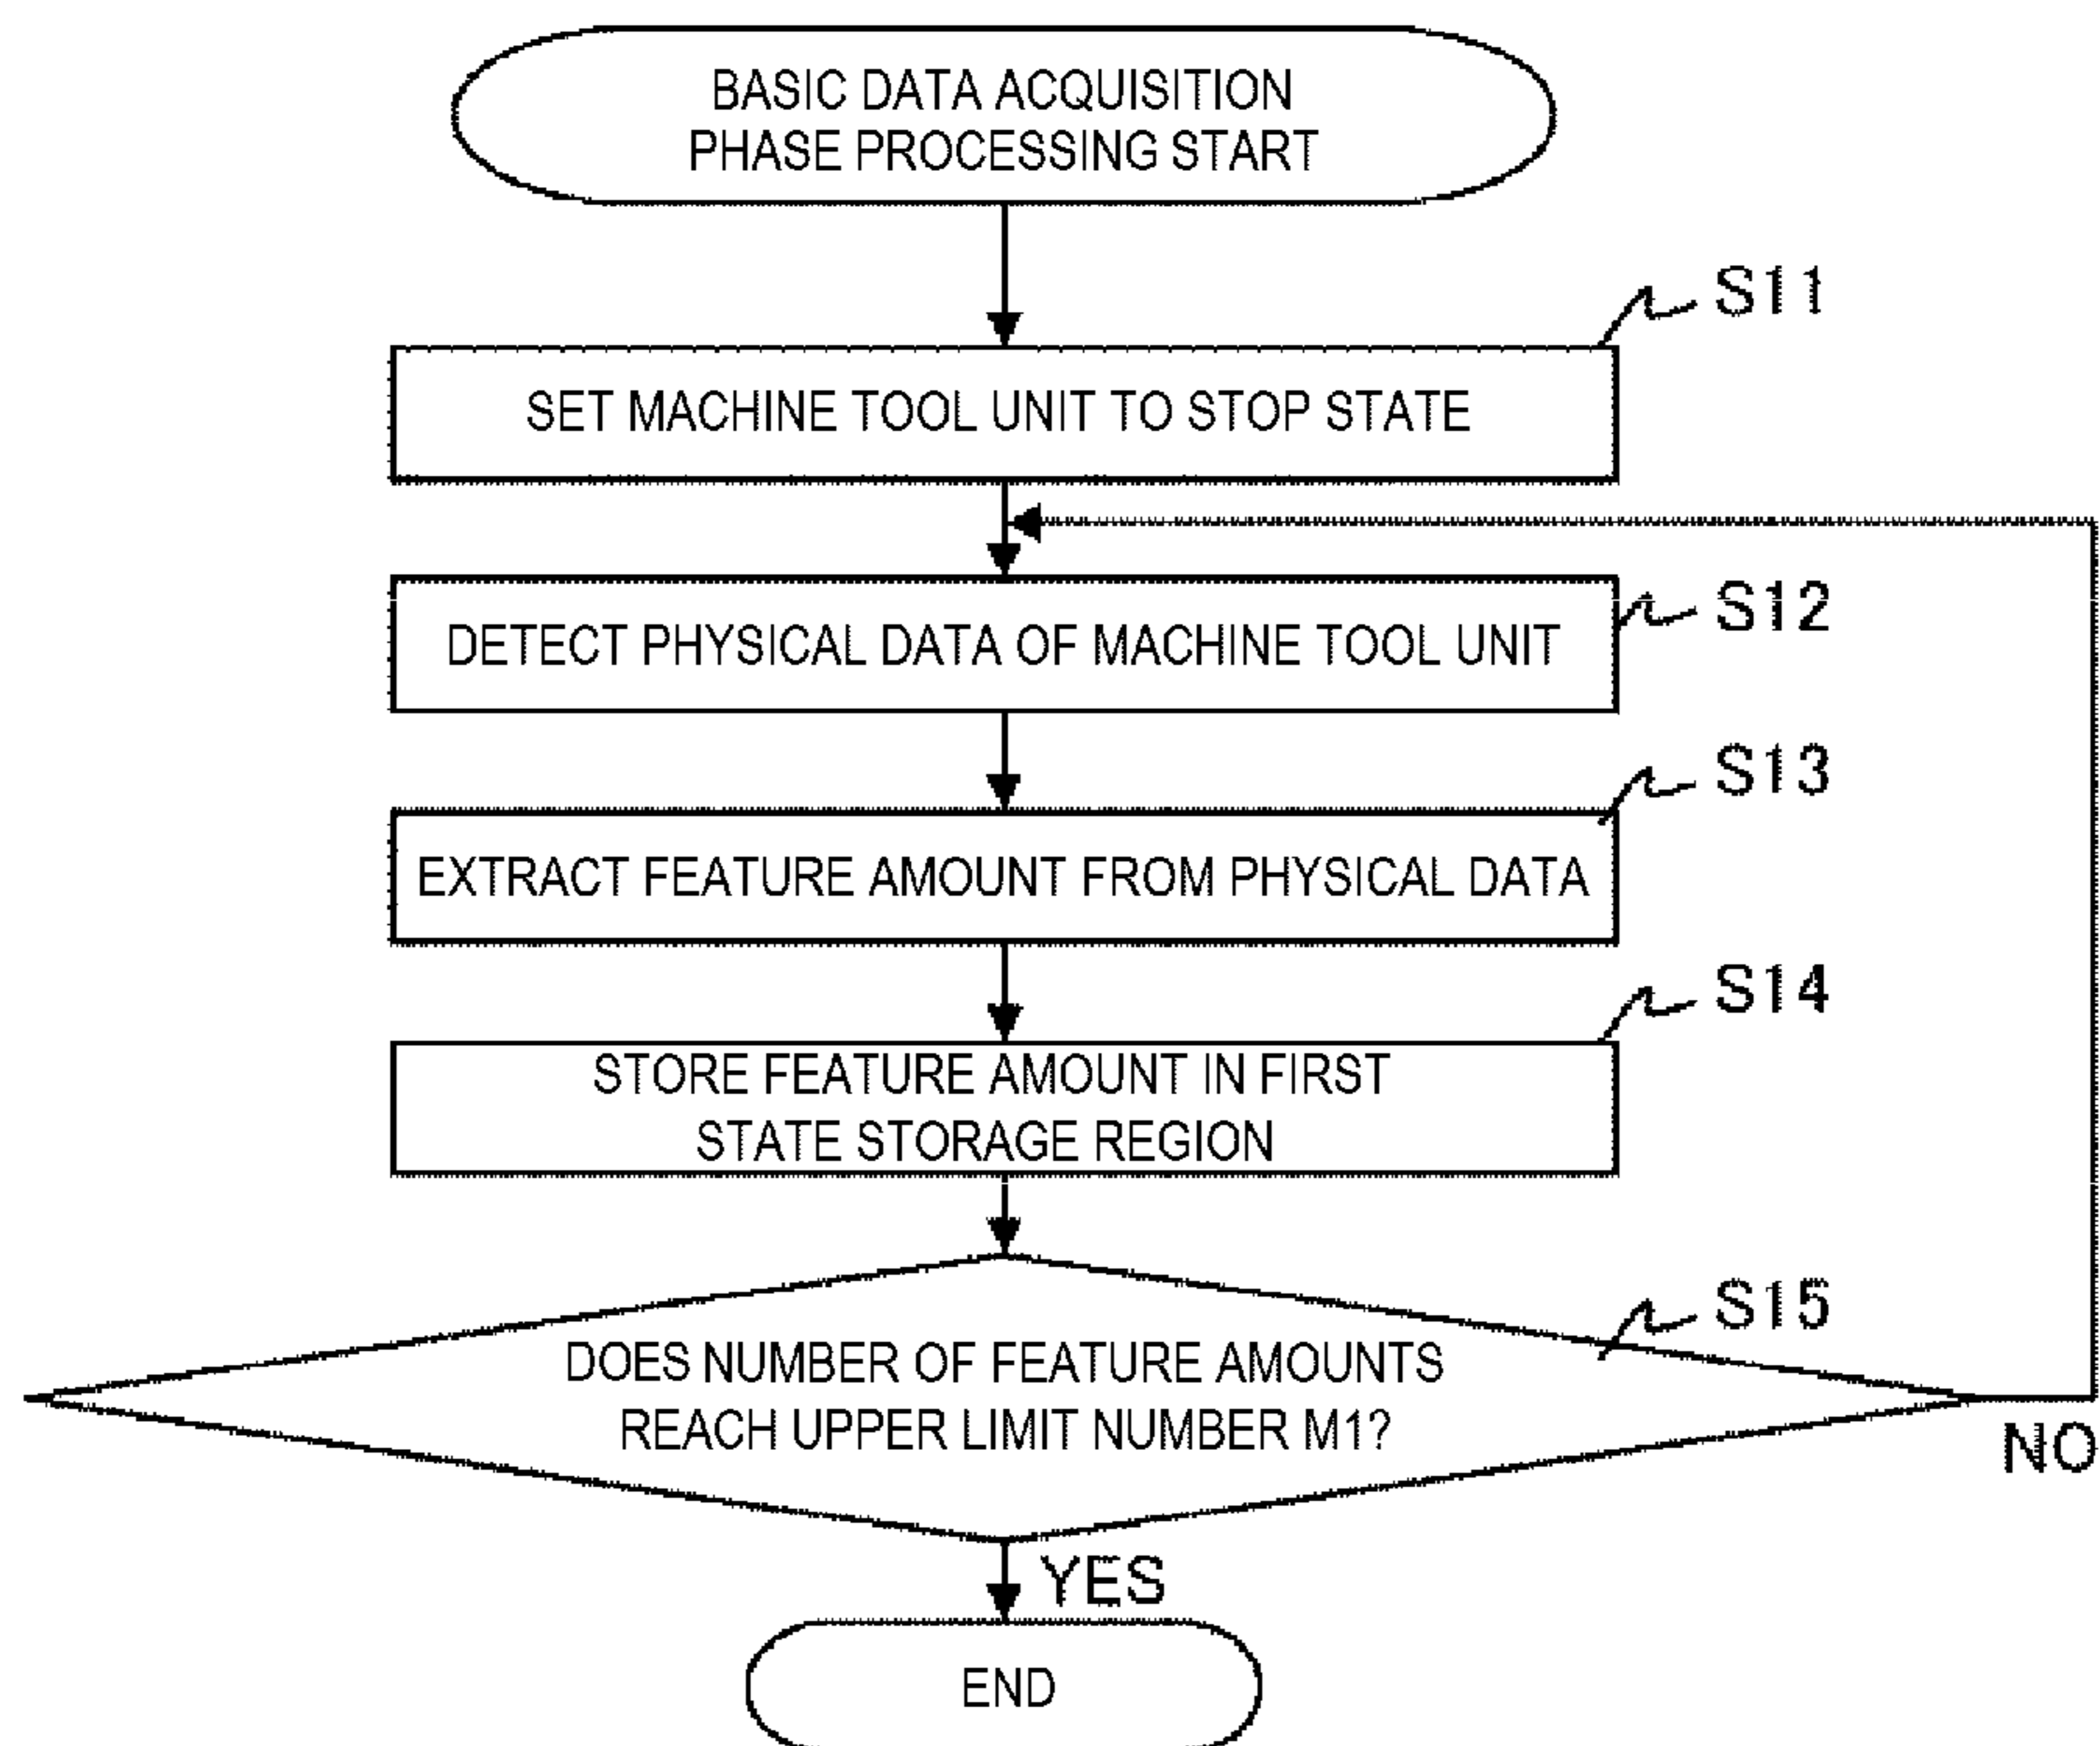 BASIC DATA ACQUISITION
PHASE PROCESSING START
S11
SET MACHINE TOOL UNIT TO STOP STATE
S12
DETECT PHYSICAL DATA OF MACHINE TOOL UNIT
S13
EXTRACT FEATURE AMOUNT FROM PHYSICAL DATA
S14
STORE FEATURE AMOUNT IN FIRST
STATE STORAGE REGION
S15
DOES NUMBER OF FEATURE AMOUNTS
REACH UPPER LIMIT NUMBER M1?
NO
YES
END